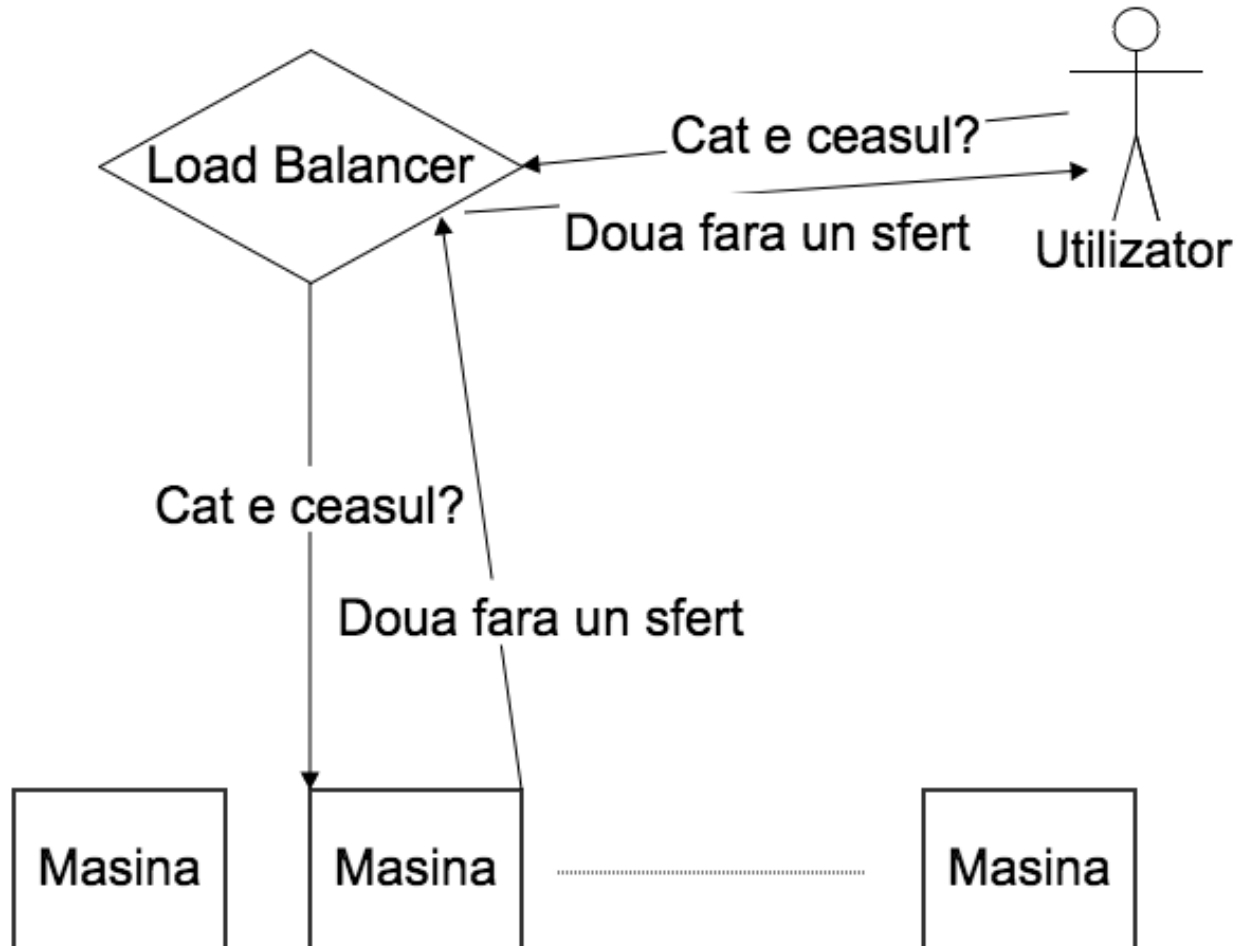 Cat e ceasul?
Load Balancer
Doua fara un sfert
Utilizator
Cat e ceasul?
Doua fara un sfert
Masina
Masina
Masina